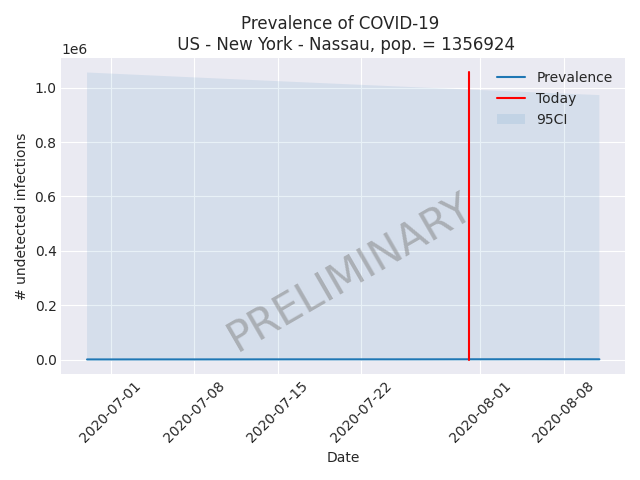 Prevalence of COVID-19
US - New York - Nassau, pop. = 1356924
1e6
Prevalence
Today
95CI
1.0
0.8
0.6
0.4
0.2
0.0
# undetected infections
PRELIMINARY
2020-07-01
2020-07-08
2020-07-15
2020-07-22
2020-08-01
2020-08-08
Date